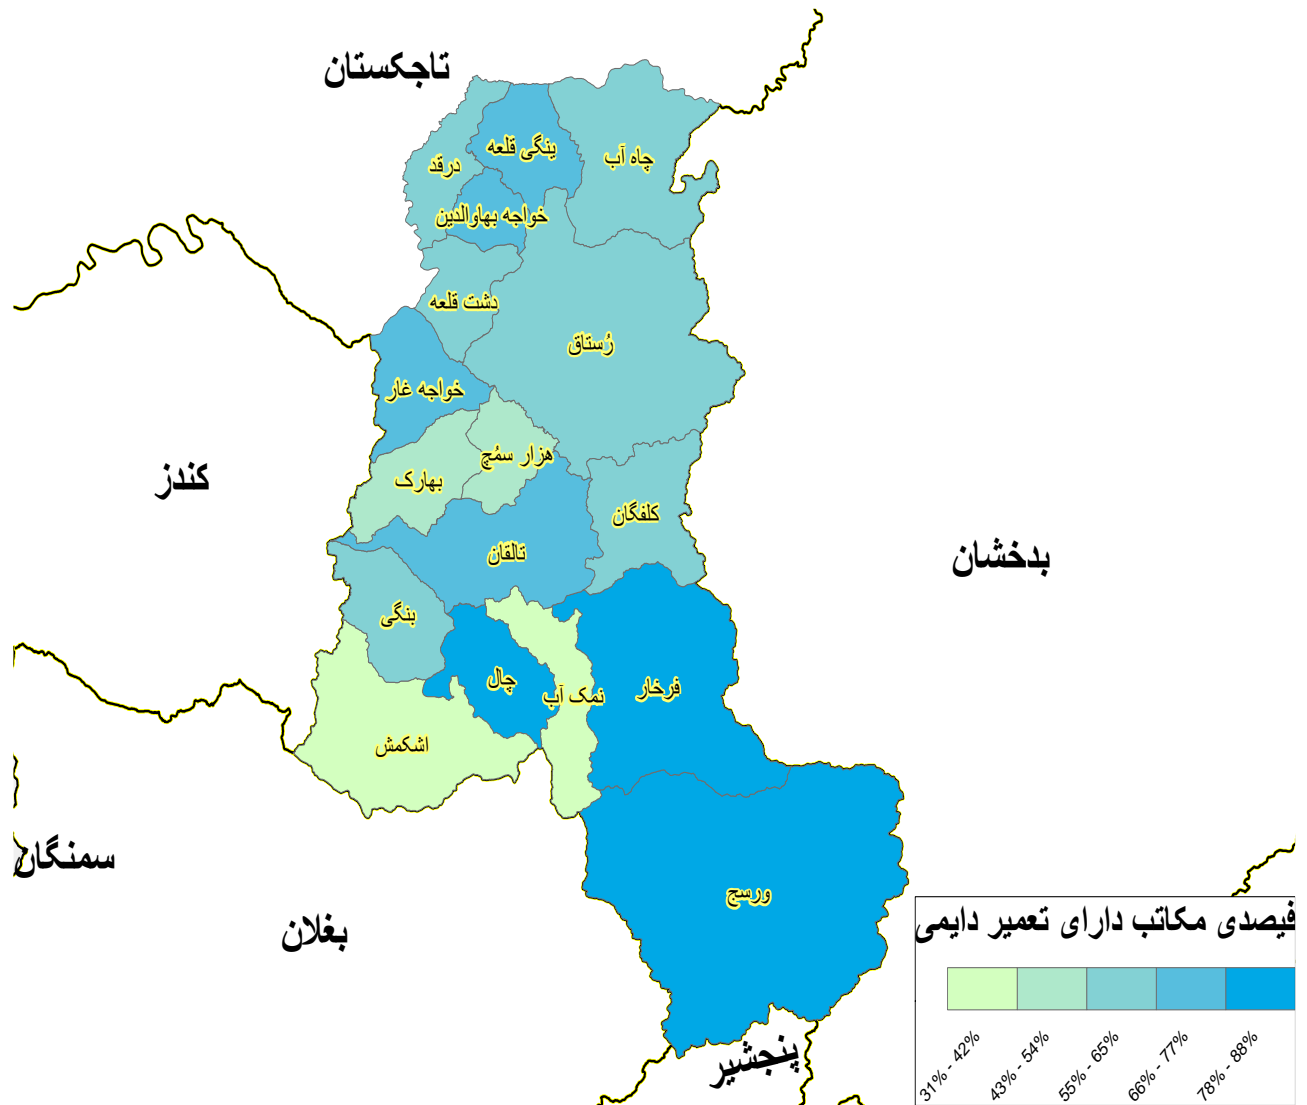 تاجکستان
ینگی قلعه
چاه آب
درقد
خواجه بهاوالدین
دشت قلعه
رُستاق
خواجه غار
هزار سمُچ
بهارک
کندز
کلفگان
تالقان
بدخشان
بنگی
چال
فرخار
نمک آب
اشکمش
سمنگان
ورسج
بغلان
پنجشیر
فیصدی مکاتب دارای تعمیر دایمی
31% - 42%
43% - 54%
55% - 65%
66% - 77%
78% - 88%